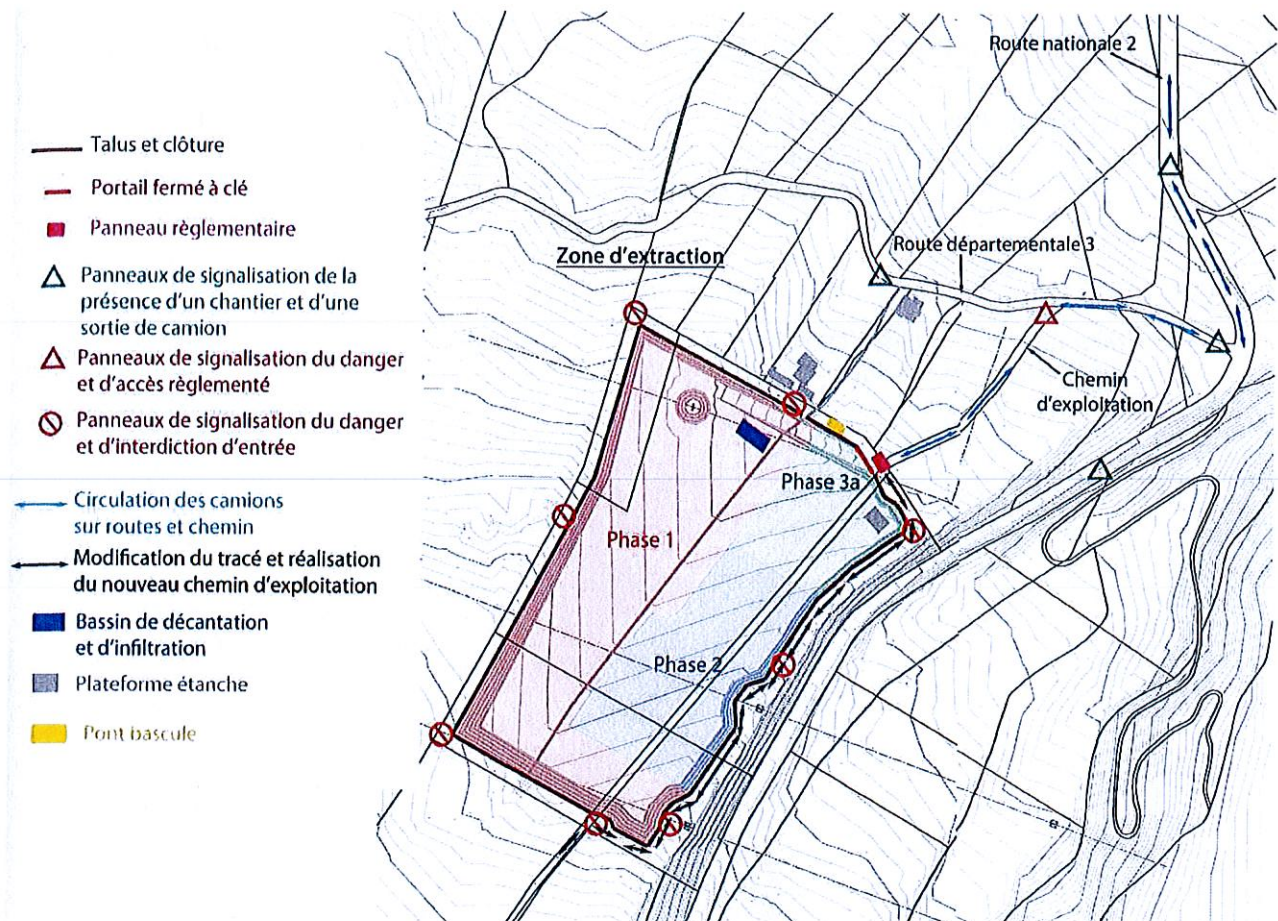 Talus et clôture
Portail fermé à clé
Panneau règlementaire
Panneaux de signalisation de la
présence d'un chantier et d'une
sortie de camion
Panneaux de signalisation du danger
et d'accès règlementé
Panneaux de signalisation du danger
et d'interdiction d'entrée
Circulation des camions
sur routes et chemin
Modification du tracé et réalisation
du nouveau chemin d'exploitation
Bassin de décantation
et d'infiltration
Plateforme étanche
Pont bascule
Route nationale 2
Route départementale 3
Zone d'extraction
Chemin
d'exploitation
Phase 3a
Phase 1
Phase 2